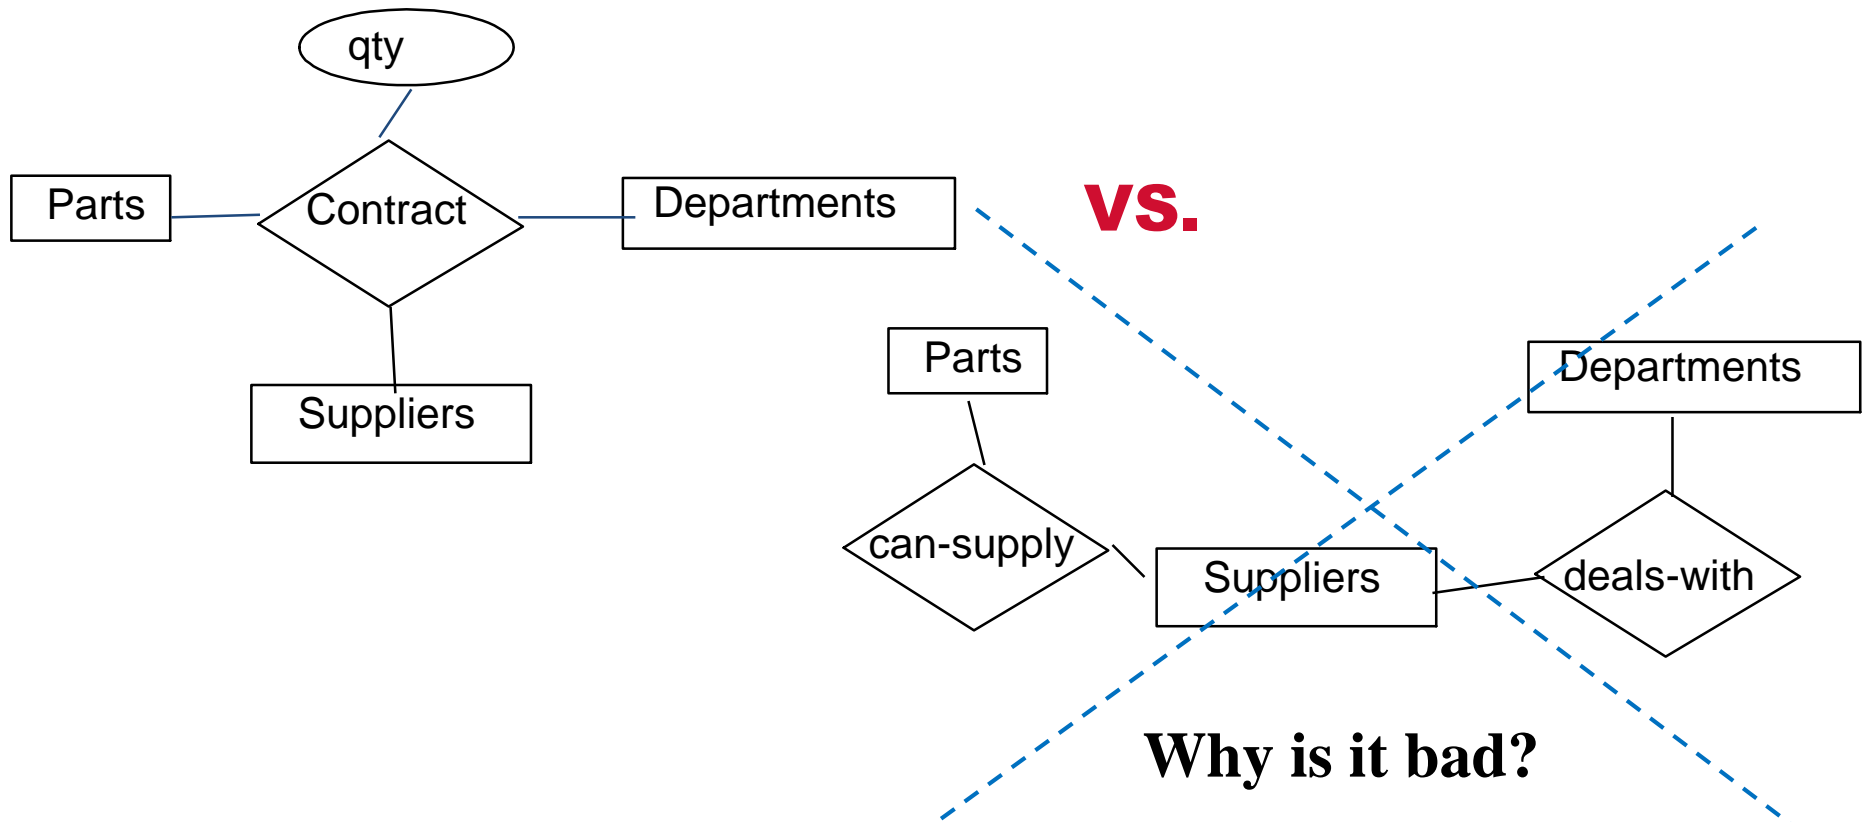 qty
Parts
Contract
Departments
Suppliers
vs.
Parts
Departments
can-supply
Suppliers
deals-with
Why is it bad?